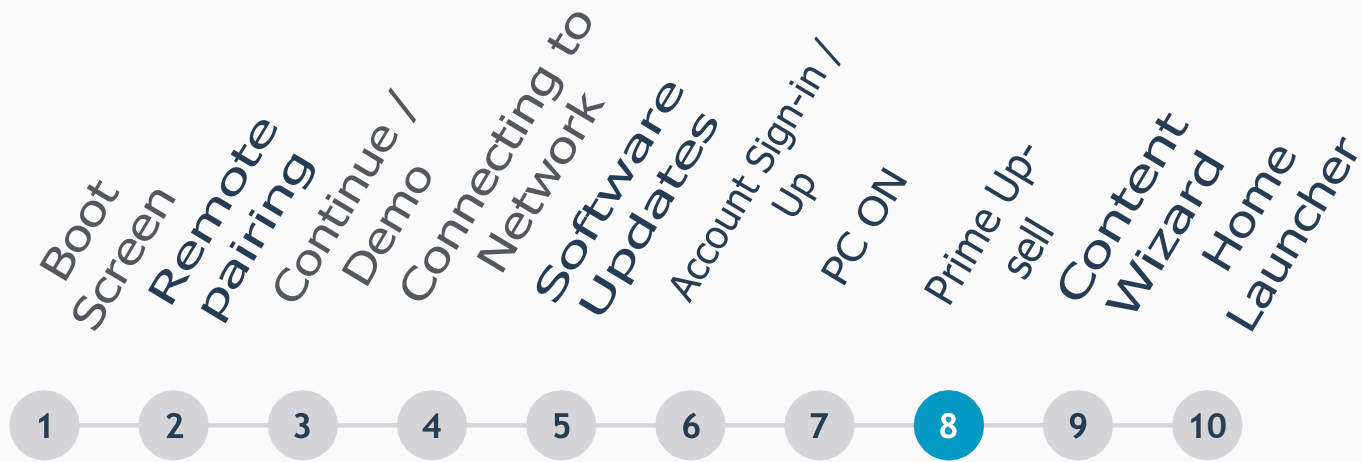 Boot
Screen
Remote
pairing
Continue /
Demo
Connecting to
Network
Software
Updates
Account Sign-in /
Up
PC ON
Prime Up-
sell
Content
Wizard
Home
Launcher
1 2 3 4 5 6 7 8 9 10